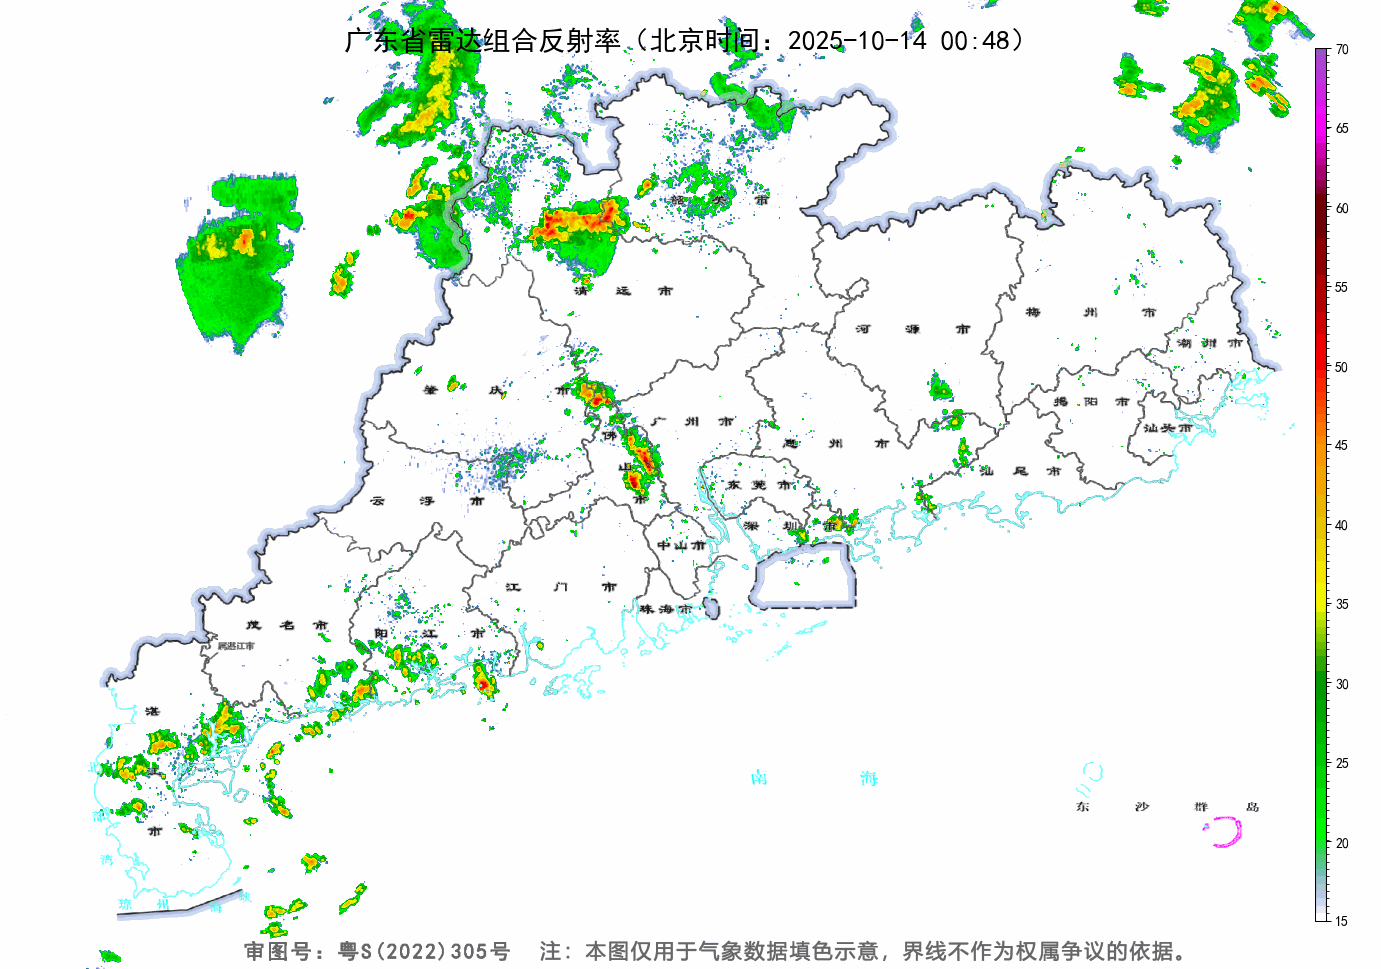 广东省雷达组合反射率（北京时间：2025-10-14 00:48）
70
65
60
55
50
45
40
35
30
25
20
15
韶关市
清远市
河源市
梅州市
潮州市
肇庆市
广州市
佛山市
惠州市
揭阳市
汕头市
汕尾市
东莞市
云浮市
深圳市
中山市
江门市
珠海市
茂名市
属湛江市
阳江市
湛江市
北部湾
南海
东沙群岛
琼州海峡
审图号：粤S(2022)305号 注：本图仅用于气象数据填色示意，界线不作为权属争议的依据。